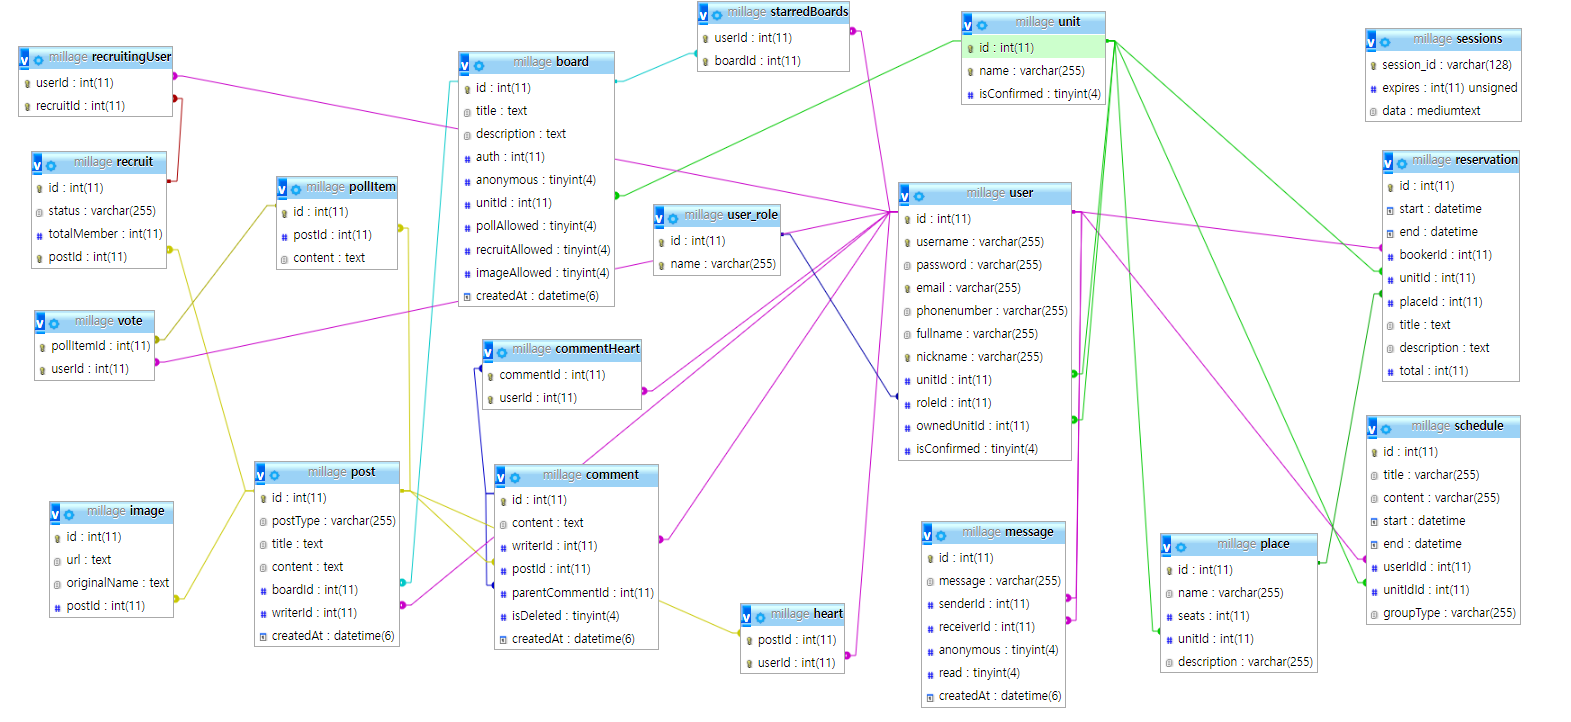 millage recruitingUser
userId : int(11)
recruitId : int(11)
millage recruit
id : int(11)
status : varchar(255)
totalMember : int(11)
postId : int(11)
millage pollItem
id : int(11)
postId : int(11)
content : text
millage vote
pollItemId : int(11)
userId : int(11)
millage image
id : int(11)
url : text
originalName : text
postId : int(11)
millage post
id : int(11)
postType : varchar(255)
title : text
content : text
boardId : int(11)
writerId : int(11)
createdAt : datetime(6)
millage board
id : int(11)
title : text
description : text
auth : int(11)
anonymous : tinyint(4)
unitId : int(11)
pollAllowed : tinyint(4)
recruitAllowed : tinyint(4)
imageAllowed : tinyint(4)
createdAt : datetime(6)
millage commentHeart
commentId : int(11)
userId : int(11)
millage comment
id : int(11)
content : text
writerId : int(11)
postId : int(11)
parentCommentId : int(11)
isDeleted : tinyint(4)
createdAt : datetime(6)
millage starredBoards
userId : int(11)
boardId : int(11)
millage user_role
id : int(11)
name : varchar(255)
millage heart
postId : int(11)
userId : int(11)
millage unit
id : int(11)
name : varchar(255)
isConfirmed : tinyint(4)
millage user
id : int(11)
username : varchar(255)
password : varchar(255)
email : varchar(255)
phonenumber : varchar(255)
fullname : varchar(255)
nickname : varchar(255)
unitId : int(11)
roleId : int(11)
ownedUnitId : int(11)
isConfirmed : tinyint(4)
millage message
id : int(11)
message : varchar(255)
senderId : int(11)
receiverId : int(11)
anonymous : tinyint(4)
read : tinyint(4)
createdAt : datetime(6)
millage place
id : int(11)
name : varchar(255)
seats : int(11)
unitId : int(11)
description : varchar(255)
millage sessions
session_id : varchar(128)
expires : int(11) unsigned
data : mediumtext
millage reservation
id : int(11)
start : datetime
end : datetime
bookerId : int(11)
unitId : int(11)
placeId : int(11)
title : text
description : text
total : int(11)
millage schedule
id : int(11)
title : varchar(255)
content : varchar(255)
start : datetime
end : datetime
userIdId : int(11)
unitIdId : int(11)
groupType : varchar(255)